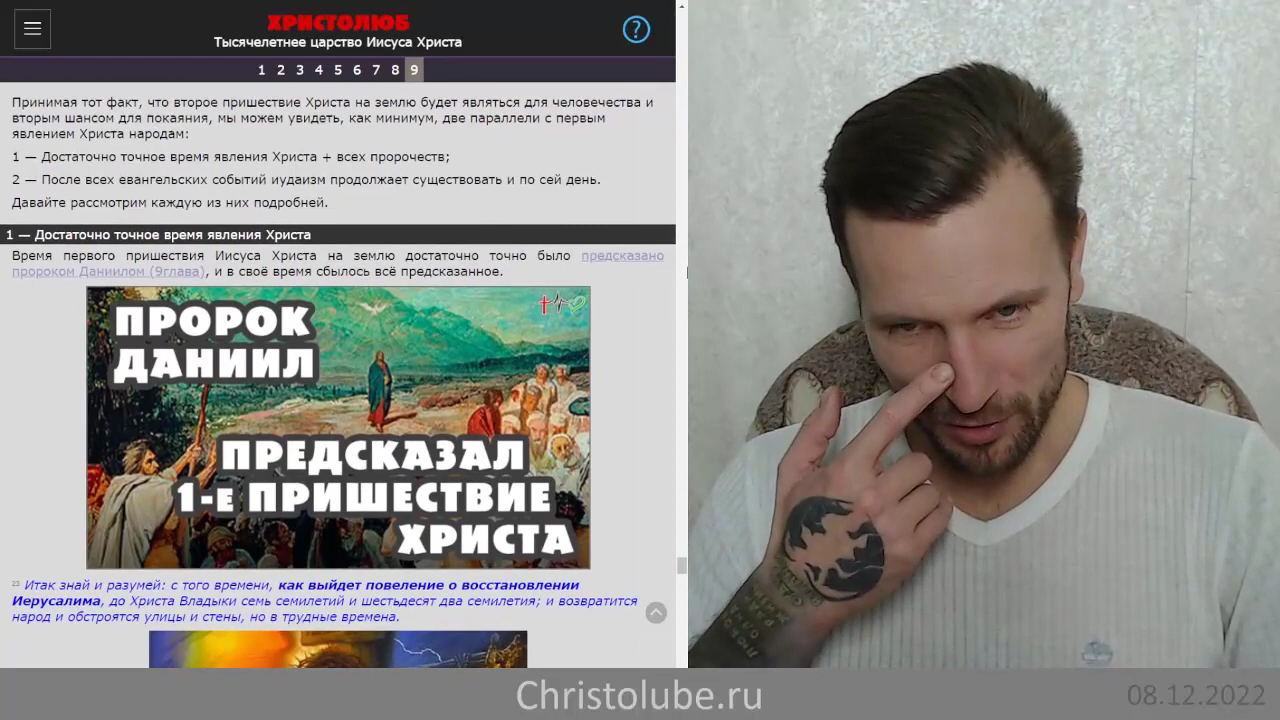 ХРИСТОЛЮБ
Тысячелетнее царство Иисуса Христа
1 2 3 4 5 6 7 8 9
Принимая тот факт, что второе пришествие Христа на землю будет являться для человечества и
вторым шансом для покаяния, мы можем увидеть, как минимум, две параллели с первым
явлением Христа народам:
1 — Достаточно точное время явления Христа + всех пророчеств;
2 — После всех евангельских событий иудаизм продолжает существовать и по сей день.
Давайте рассмотрим каждую из них подробней.
1 — Достаточно точное время явления Христа
Время первого пришествия Иисуса Христа на землю достаточно точно было предсказано
пророком Даниилом (9глава), и в своё время сбылось всё предсказанное.
ПРОРОК
ДАНИИЛ
ПРЕДСКАЗАЛ
1-е ПРИШЕСТВИЕ
ХРИСТА
Итак знай и разумей: с того времени, как выйдет повеление о восстановлении
Иерусалима, до Христа Владыки семь семилетий и шестьдесят два семилетия; и возвратится
народ и обстроятся улицы и стены, но в трудные времена.
Christolube.ru
08.12.2022